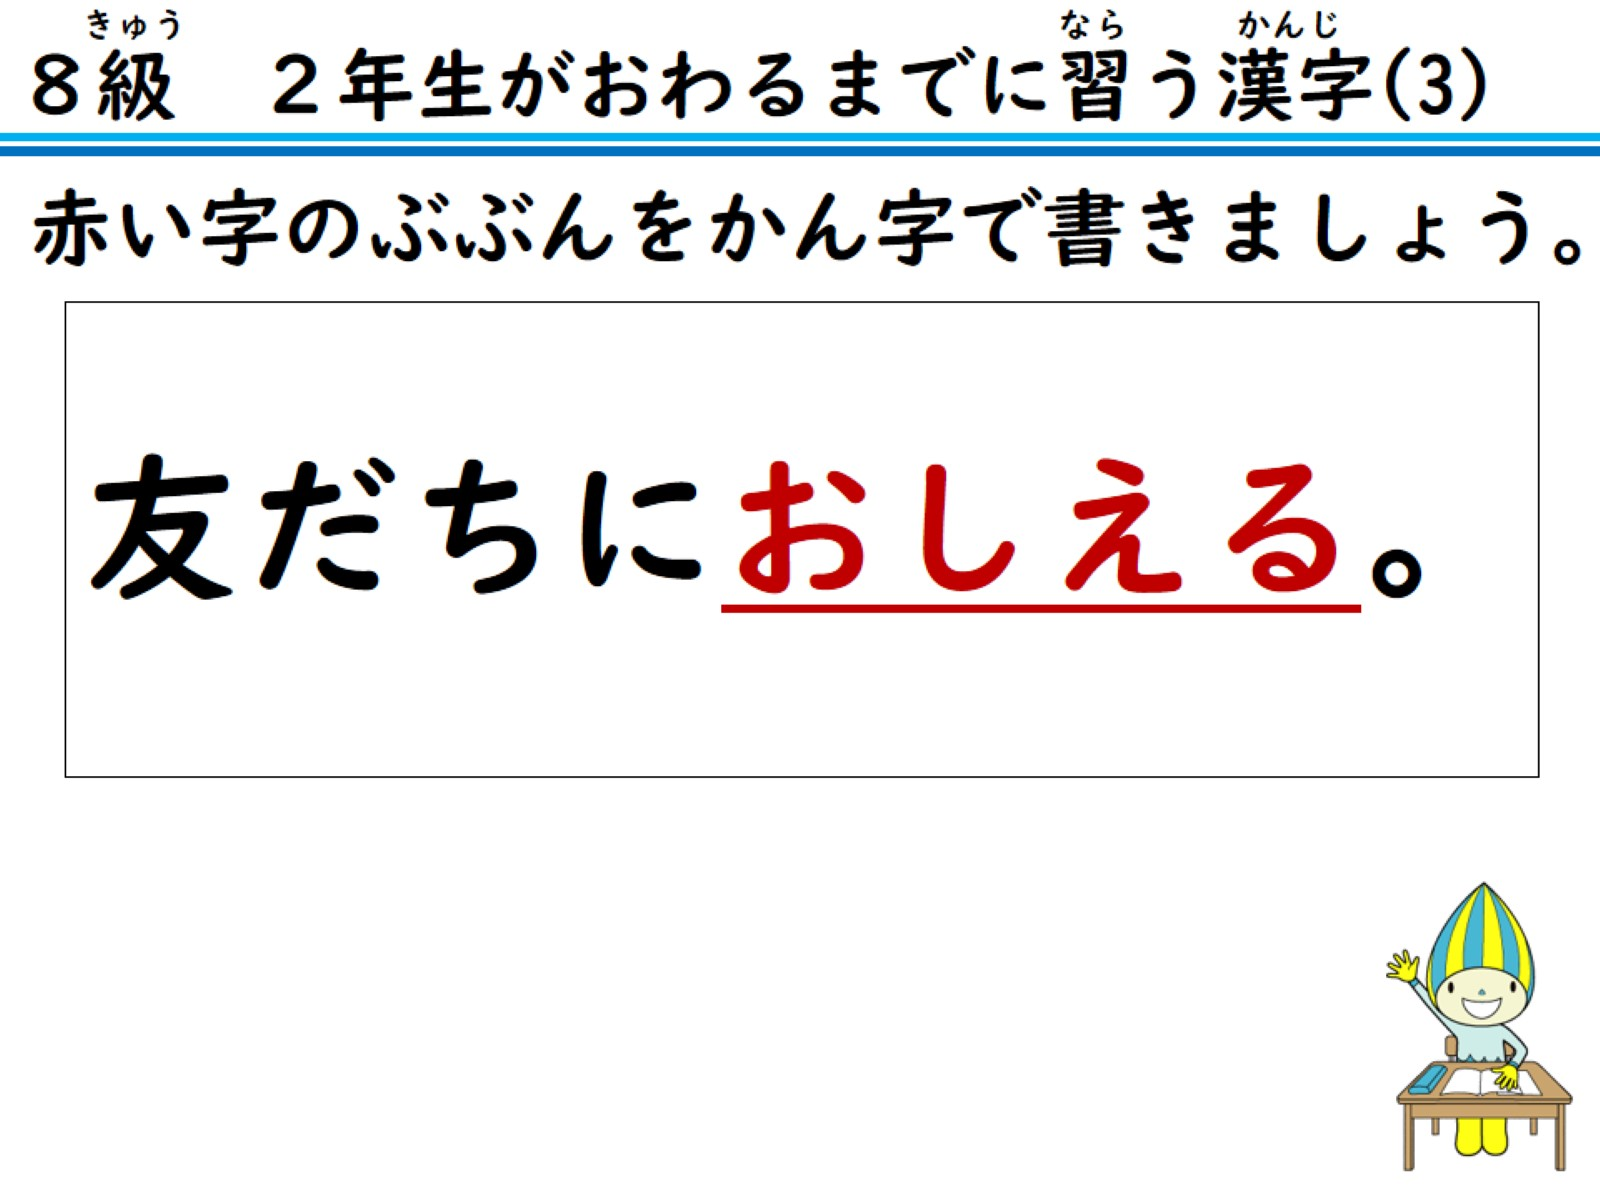 きゅう なら かんじ
８級　２年生がおわるまでに習う漢字(3)
赤い字のぶぶんをかん字で書きましょう。
友だちにおしえる。